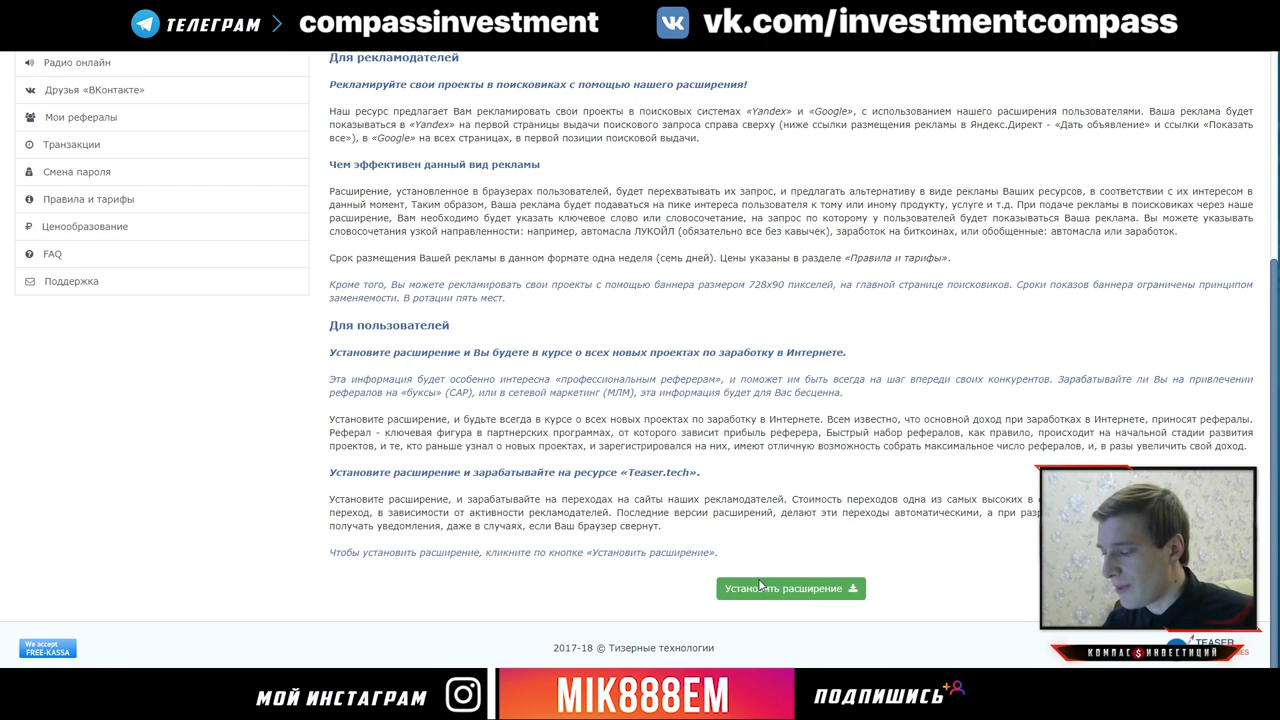 ТЕЛЕГРАМ compassinvestment vk.com/investmentcompass
Радио онлайн
Друзья «ВКонтакте»
Мои рефералы
Транзакции
Смена пароля
Правила и тарифы
Ценообразование
FAQ
Поддержка
Для рекламодателей
Рекламируйте свои проекты в поисковиках с помощью нашего расширения!
Наш ресурс предлагает Вам рекламировать свои проекты в поисковых системах «Yandex» и «Google», с использованием нашего расширения пользователями. Ваша реклама будет
показываться в «Yandex» на первой страницы выдачи поискового запроса справа сверху (ниже ссылки размещения рекламы в Яндекс.Директ - «Дать объявление» и ссылки «Показать
все»), в «Google» на всех страницах, в первой позиции поисковой выдачи.
Чем эффективен данный вид рекламы
Расширение, установленное в браузерах пользователей, будет перехватывать их запрос, и предлагать альтернативу в виде рекламы Ваших ресурсов, в соответствии с их интересом в
данный момент, Таким образом, Ваша реклама будет подаваться на пике интереса пользователя к тому или иному продукту, услуге и т.д. При подаче рекламы в поисковиках через наше
расширение, Вам необходимо будет указать ключевое слово или словосочетание, на запрос по которому у пользователей будет показываться Ваша реклама. Вы можете указывать
словосочетания узкой направленности: например, автомасла ЛУКОЙЛ (обязательно все без кавычек), заработок на биткоинах, или обобщенные: автомасла или заработок.
Срок размещения Вашей рекламы в данном формате одна неделя (семь дней). Цены указаны в разделе «Правила и тарифы».
Кроме того, Вы можете рекламировать свои проекты с помощью баннера размером 728x90 пикселей, на главной странице поисковиков. Сроки показов баннера ограничены принципом
заменяемости. В ротации пять мест.
Для пользователей
Установите расширение и Вы будете в курсе о всех новых проектах по заработку в Интернете.
Эта информация будет особенно интересна «профессиональным реферерам», и поможет им быть всегда на шаг впереди своих конкурентов. Зарабатывайте ли Вы на привлечении
рефералов на «буксы» (САР), или в сетевой маркетинг (МЛМ), эта информация будет для Вас бесценна.
Установите расширение, и будьте всегда в курсе о всех новых проектах по заработку в Интернете. Всем известно, что основной доход при заработках в Интернете, приносят рефералы.
Реферал - ключевая фигура в партнерских программах, от которого зависит прибыль реферера, Быстрый набор рефералов, как правило, происходит на начальной стадии развития
проектов, и те, кто раньше узнал о новых проектах, и зарегистрировался на них, имеют отличную возможность собрать максимальное число рефералов, и, в разы увеличить свой доход.
Установите расширение и зарабатывайте на ресурсе «Teaser.tech».
Установите расширение, и зарабатывайте на переходах на сайты наших рекламодателей. Стоимость переходов одна из самых высоких в
переход, в зависимости от активности рекламодателей. Последние версии расширений, делают эти переходы автоматическими, а при
получать уведомления, даже в случаях, если Ваш браузер свернут.
Чтобы установить расширение, кликните по кнопке «Установить расширение».
Установить расширение
We accept
FREE-KASSA
2017-18 © Тизерные технологии
TEASER
КОМПАС $ ИНВЕСТИЦИЙ
МОЙ ИНСТАГРАМ MIK888EM ПОДПИШИСЬ